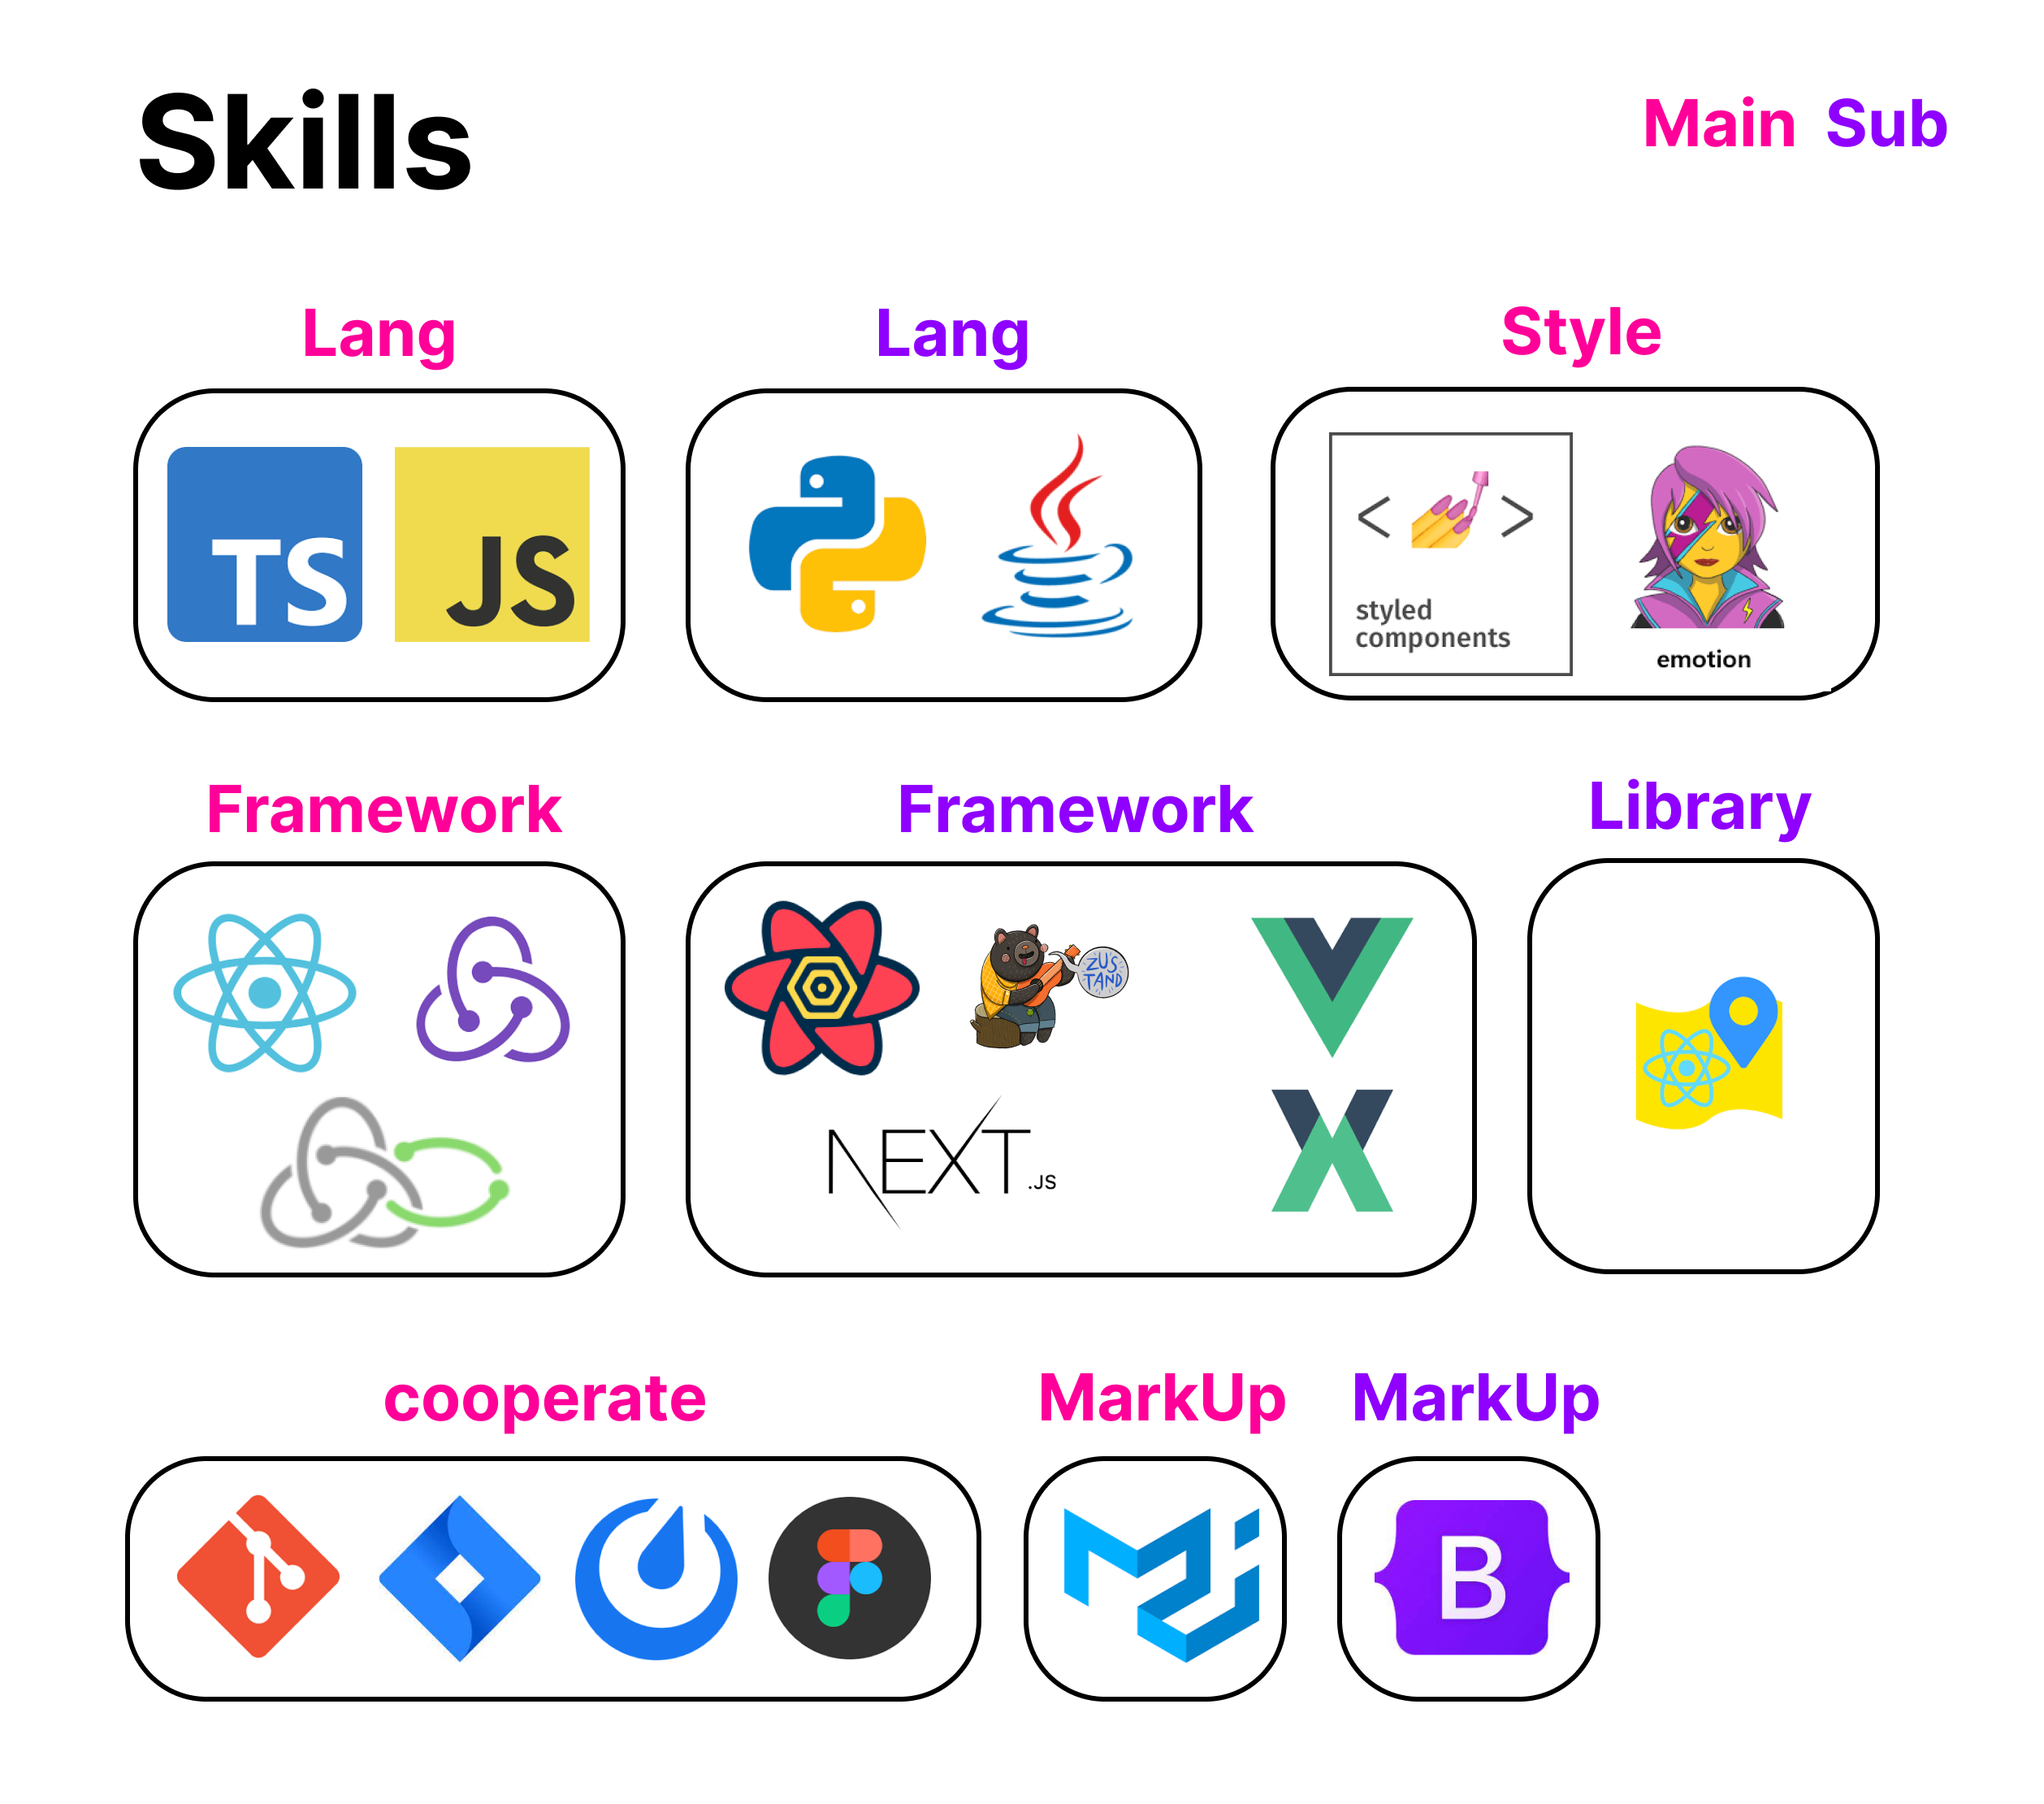 Skills
Main Sub
Lang
Lang
Style
TS
JS
< >
styled
components
emotion
Framework
Framework
Library
ZUS
TAND
NEXT.JS
cooperate
MarkUp
MarkUp
B